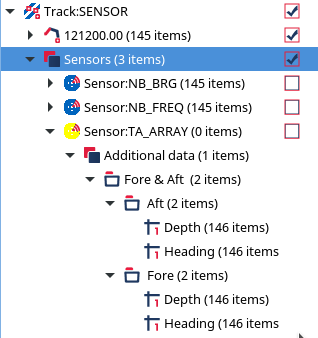 Track:SENSOR
121200.00 (145 items)
Sensors (3 items)
Sensor:NB_BRG (145 items)
Sensor:NB_FREQ (145 items)
Sensor:TA_ARRAY (0 items)
Additional data (1 items)
Fore & Aft (2 items)
Aft (2 items)
Depth (146 items)
Heading (146 items
Fore (2 items)
Depth (146 items)
Heading (146 items